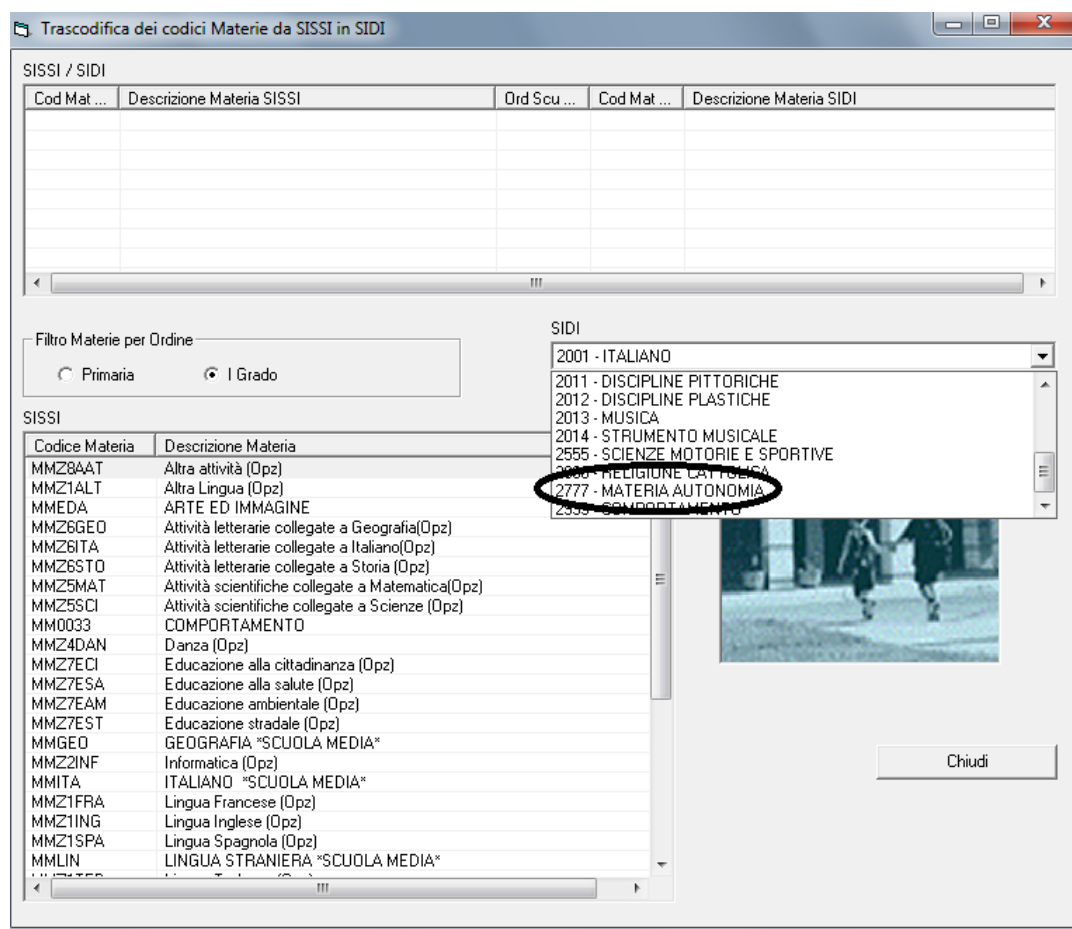 Trascodifica dei codici Materie da SISSI in SIDI
SISSI / SIDI
Cod Mat ... Descrizione Materia SISSI Ord Scu ... Cod Mat ... Descrizione Materia SIDI
Filtro Materie per Ordine
Primaria I Grado
SIDI
2001 - ITALIANO
2011 - DISCIPLINE PITTORICHE
2012 - DISCIPLINE PLASTICHE
2013 - MUSICA
2014 - STRUMENTO MUSICALE
2555 - SCIENZE MOTORIE E SPORTIVE
RELIGIONE CATTOLICA
2777 - MATERIA AUTONOMIA
COMPORTAMENTO
SISSI
Codice Materia Descrizione Materia
MMZ8AAT Altra attività (Opz)
MMZ1ALT Altra Lingua (Opz)
MMEDA ARTE ED IMMAGINE
MMZ6GEO Attività letterarie collegate a Geografia(Opz)
MMZ6ITA Attività letterarie collegate a Italiano(Opz)
MMZ6STO Attività letterarie collegate a Storia (Opz)
MMZ5MAT Attività scientifiche collegate a Matematica(Opz)
MMZ5SCI Attività scientifiche collegate a Scienze (Opz)
MM0033 COMPORTAMENTO
MMZ4DAN Danza (Opz)
MMZ7ECI Educazione alla cittadinanza (Opz)
MMZ7ESA Educazione alla salute (Opz)
MMZ7EAM Educazione ambientale (Opz)
MMZ7EST Educazione stradale (Opz)
MMGEO GEOGRAFIA *SCUOLA MEDIA*
MMZ2INF Informatica (Opz)
MMITA ITALIANO *SCUOLA MEDIA*
MMZ1FRA Lingua Francese (Opz)
MMZ1ING Lingua Inglese (Opz)
MMZ1SPA Lingua Spagnola (Opz)
MMLIN LINGUA STRANIERA *SCUOLA MEDIA*
Chiudi